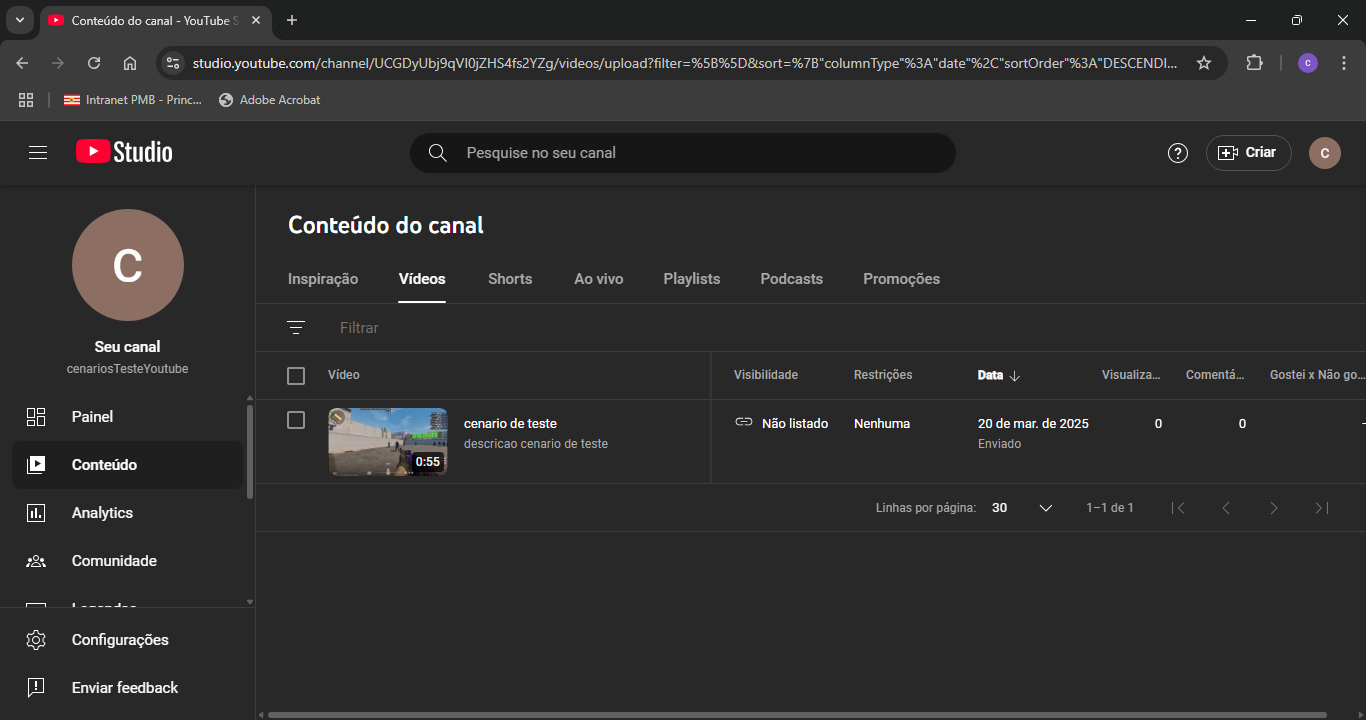 Conteúdo do canal - YouTube S
studio.youtube.com/channel/UCGDyUbj9qVI0jZHS4fs2YZg/videos/upload?filter=%5B%5D&sort=%7B"columnType"%3A"date"%2C"sortOrder"%3A"DESCENDI...
C
Intranet PMB - Princ...
Adobe Acrobat
Studio
Pesquise no seu canal
Criar
C
C
Seu canal
cenariosTesteYoutube
Painel
Conteúdo
Analytics
Comunidade
Legendas
Configurações
Enviar feedback
Conteúdo do canal
Inspiração Vídeos Shorts Ao vivo Playlists Podcasts Promoções
Filtrar
Vídeo Visibilidade Restrições Data Visualiza... Comentá... Gostei x Não go...
0:55
cenario de teste Não listado Nenhuma 20 de mar. de 2025 0 0
descricao cenario de teste Enviado
Linhas por página: 30 1–1 de 1